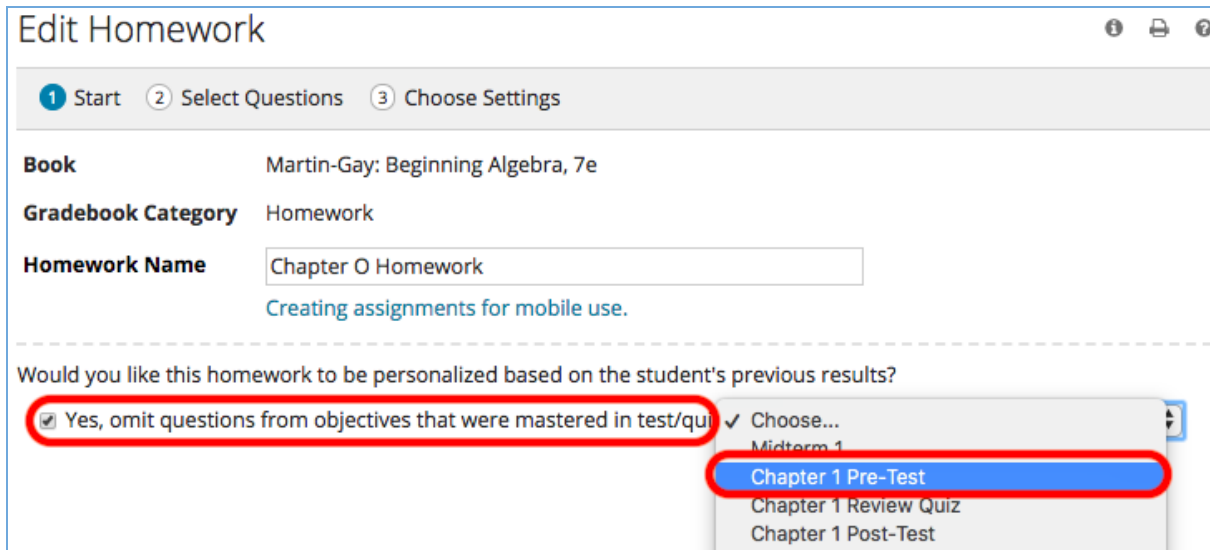 Edit Homework
1 Start 2 Select Questions 3 Choose Settings
Book Martin-Gay: Beginning Algebra, 7e
Gradebook Category Homework
Homework Name Chapter O Homework
Creating assignments for mobile use.
Would you like this homework to be personalized based on the student's previous results?
Yes, omit questions from objectives that were mastered in test/qui ✓ Choose...
Midterm 1
Chapter 1 Pre-Test
Chapter 1 Review Quiz
Chapter 1 Post-Test